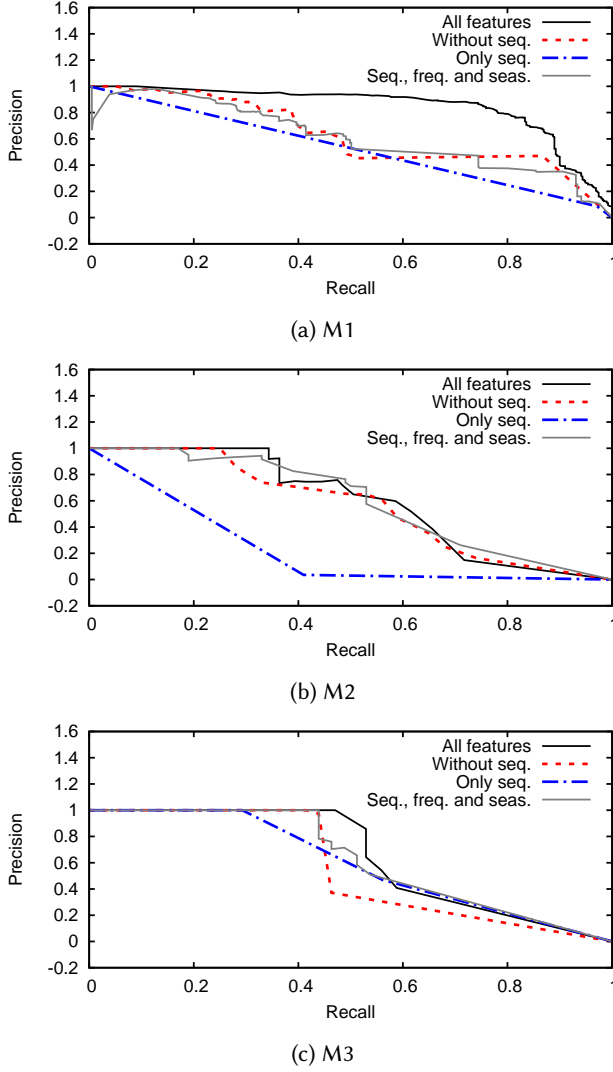 1.6
1.4
1.2
1
0.8
0.6
0.4
0.2
0
-0.2
Precision
All features
Without seq.
Only seq.
Seq., freq. and seas.
0 0.2 0.4 0.6 0.8 1
Recall
(a) M1
1.6
1.4
1.2
1
0.8
0.6
0.4
0.2
0
-0.2
Precision
All features
Without seq.
Only seq.
Seq., freq. and seas.
0 0.2 0.4 0.6 0.8 1
Recall
(b) M2
1.6
1.4
1.2
1
0.8
0.6
0.4
0.2
0
-0.2
Precision
All features
Without seq.
Only seq.
Seq., freq. and seas.
0 0.2 0.4 0.6 0.8 1
Recall
(c) M3